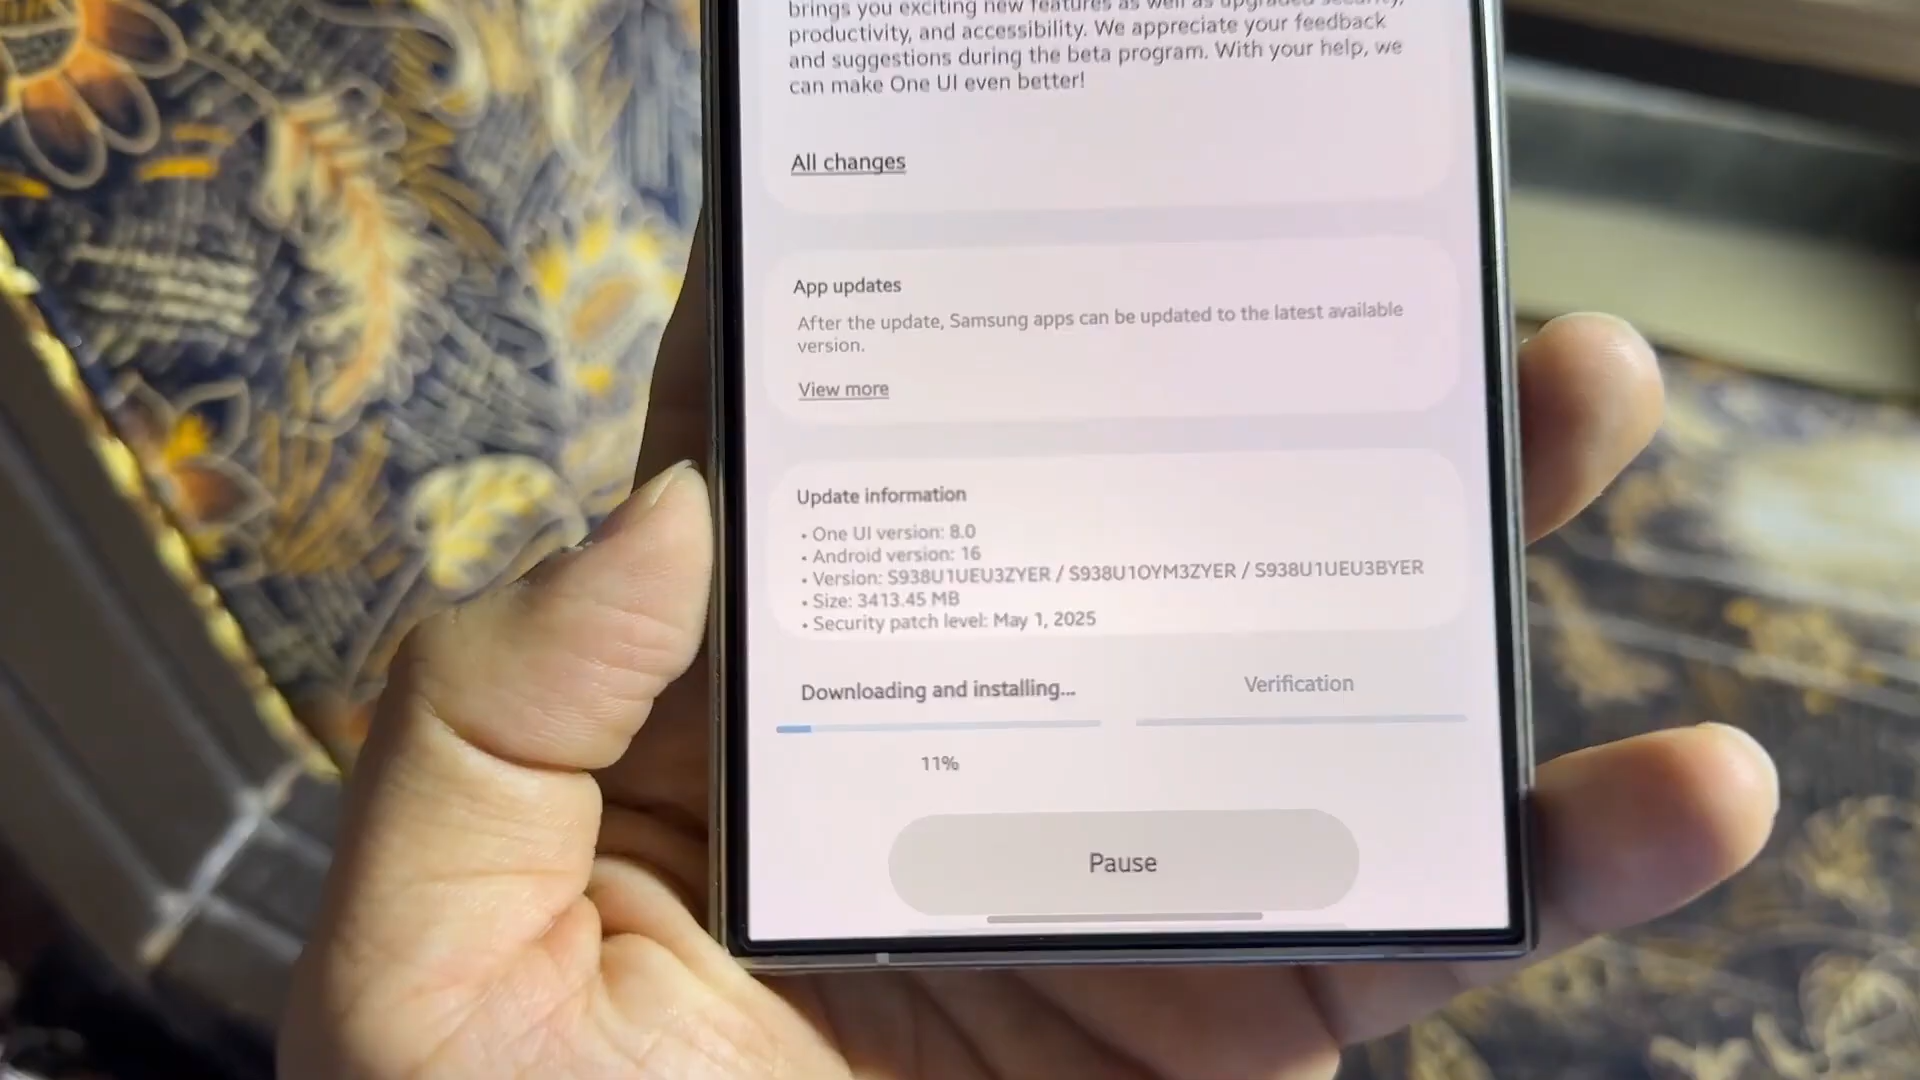 brings you exciting new features as well as upgraded security,
productivity, and accessibility. We appreciate your feedback
and suggestions during the beta program. With your help, we
can make One UI even better!
All changes
App updates
After the update, Samsung apps can be updated to the latest available
version.
View more
Update information
• One UI version: 8.0
• Android version: 16
• Version: S938U1UEU3ZYER / S938U1OYM3ZYER / S938U1UEU3BYER
• Size: 3413.45 MB
• Security patch level: May 1, 2025
Downloading and installing...
Verification
11%
Pause